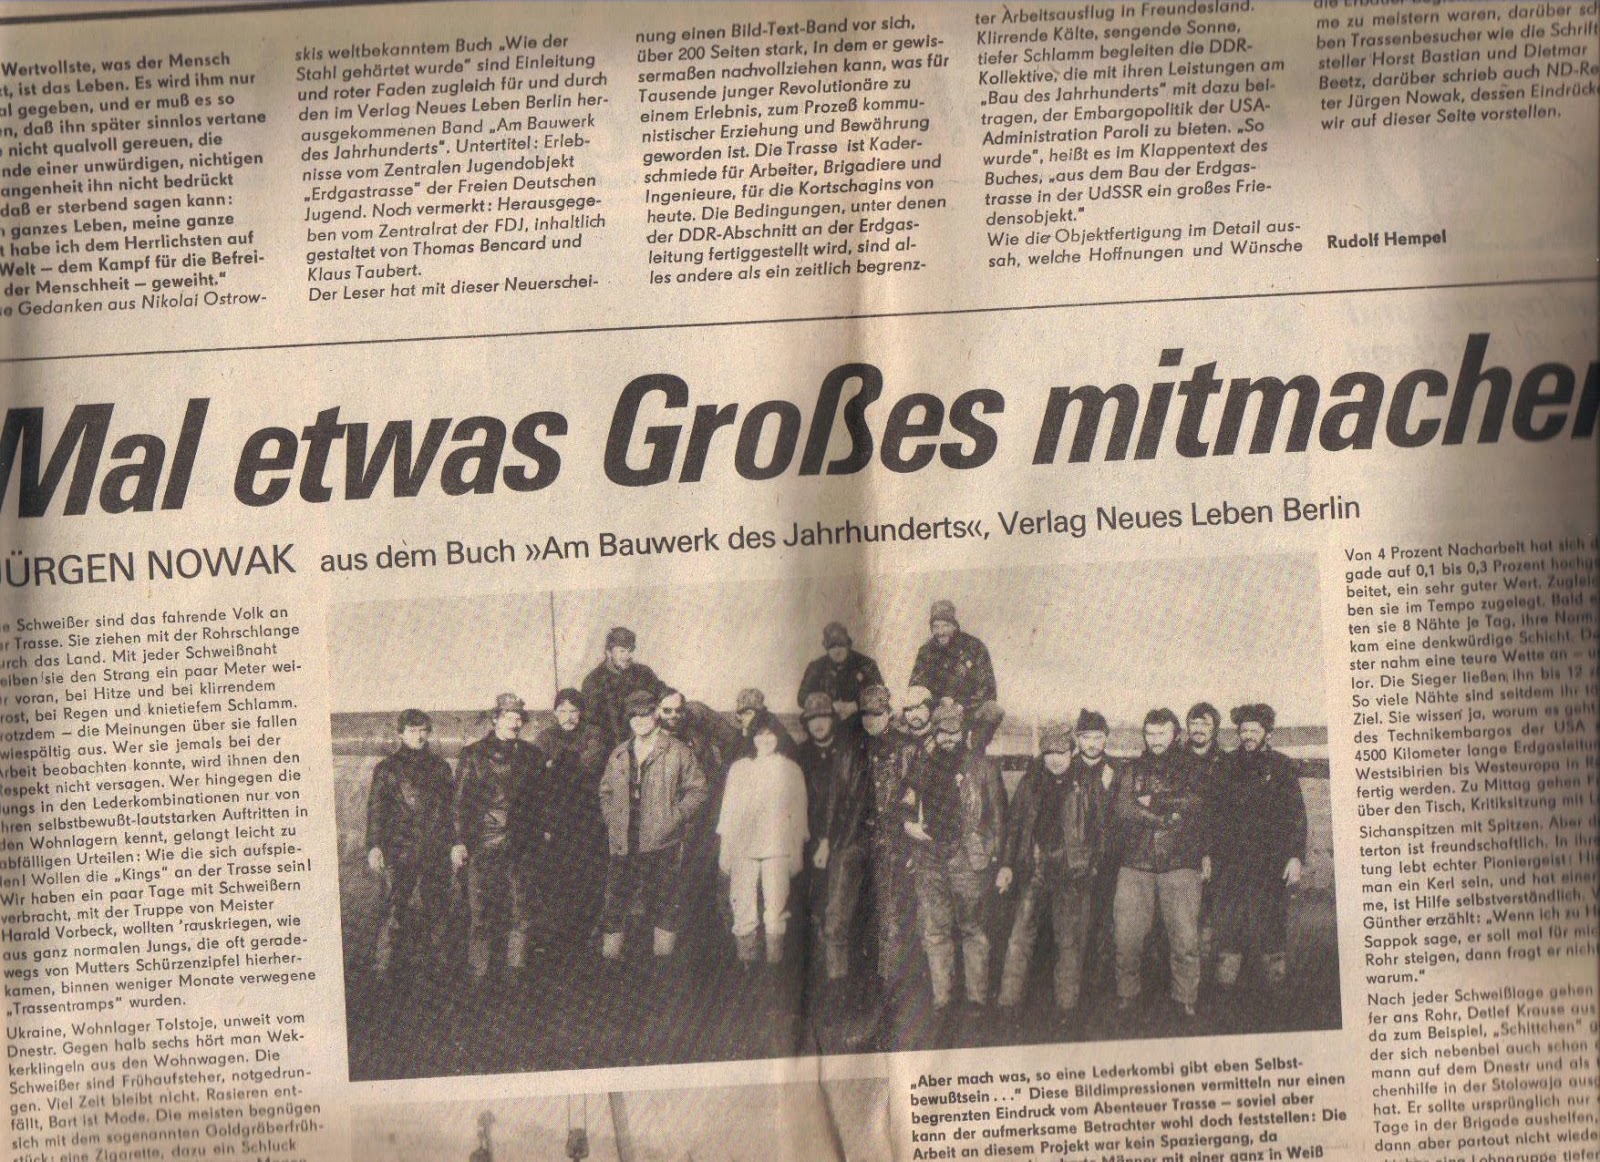 Wertvollste, was der Mensch
ist das Leben. Es wird ihm nur
gegeben, und er muß es so
daß ihn später sinnlos vertane
nicht qualvoll gereuen, die
einer unwürdigen, nichtigen
ihn nicht bedrückt
daß er sterbend sagen kann:
ganzes Leben, meine ganze
habe ich dem Herrlichsten auf
Welt – dem Kampf für die Befrei-
der Menschheit – geweiht.“
Gedanken aus Nikolai Ostrow-
skis weltbekanntem Buch „Wie der
Stahl gehärtet wurde“ sind Einleitung
und roter Faden zugleich für und durch
den im Verlag Neues Leben Berlin her-
ausgekommenen Band „Am Bauwerk
des Jahrhunderts“. Untertitel: Erleb-
nisse vom Zentralen Jugendobjekt
„Erdgastrasse“ der Freien Deutschen
Jugend. Noch vermerkt: Herausgege-
ben vom Zentralrat der FDJ, inhaltlich
gestaltet von Thomas Bencard und
Klaus Taubert.
Der Leser hat mit dieser Neuerschei-
nung einen Bild-Text-Band vor sich,
über 200 Seiten stark, In dem er gewis-
sermaßen nachvollziehen kann, was für
Tausende junger Revolutionäre zu
einem Erlebnis, zum Prozeß kommu-
nistischer Erziehung und Bewährung
geworden ist. Die Trasse ist Kader-
schmiede für Arbeiter, Brigadiere und
Ingenieure, für die Kortschagins von
heute. Die Bedingungen, unter denen
der DDR-Abschnitt an der Erdgas-
leitung fertiggestellt wird, sind al-
les andere als ein zeitlich begrenz-
ter Arbeitsausflug in Freundesland.
Klirrende Kälte, sengende Sonne,
tiefer Schlamm begleiten die DDR-
Kollektive, die mit ihren Leistungen am
„Bau des Jahrhunderts“ mit dazu bei-
tragen, der Embargopolitik der USA-
Administration Paroli zu bieten. „So
wurde“, heißt es im Klappentext des
Buches, „aus dem Bau der Erdgas-
trasse in der UdSSR ein großes Frie-
densobjekt.“
Wie die Objektfertigung im Detail aus-
sah, welche Hoffnungen und Wünsche
die Erbauer
me zu meistern waren, darüber
ben Trassenbesucher wie die Schrift-
steller Horst Bastian und Dietmar
Beetz, darüber schrieb auch ND-Re
ter Jürgen Nowak, dessen Eindrücke
wir auf dieser Seite vorstellen.
Rudolf Hempel
Mal etwas Großes mitmachen
JÜRGEN NOWAK aus dem Buch »Am Bauwerk des Jahrhunderts«, Verlag Neues Leben Berlin
Schweißer sind das fahrende Volk an
Trasse. Sie ziehen mit der Rohrschlange
durch das Land. Mit jeder Schweißnaht
sie den Strang ein paar Meter wei-
voran, bei Hitze und bei klirrendem
Frost, bei Regen und knietiefem Schlamm.
Trotzdem – die Meinungen über sie fallen
zwiespältig aus. Wer sie jemals bei der
Arbeit beobachten konnte, wird ihnen den
Respekt nicht versagen. Wer hingegen die
Jungs in den Lederkombinationen nur von
ihren selbstbewußt-lautstarken Auftritten in
den Wohnlagern kennt, gelangt leicht zu
abfälligen Urteilen: Wie die sich aufspie-
len! Wollen die „Kings“ an der Trasse sein!
Wir haben ein paar Tage mit Schweißern
verbracht, mit der Truppe von Meister
Harald Vorbeck, wollten 'rauskriegen, wie
aus ganz normalen Jungs, die oft gerade-
wegs von Mutters Schürzenzipfel hierher-
kamen, binnen weniger Monate verwegene
„Trassentramps“ wurden.
Ukraine, Wohnlager Tolstoje, unweit vom
Dnestr. Gegen halb sechs hört man Wek-
kerklingeln aus den Wohnwagen. Die
Schweißer sind Frühaufsteher, notgedrun-
gen. Viel Zeit bleibt nicht. Rasieren ent-
fällt, Bart ist Mode. Die meisten begnügen
sich mit dem sogenannten Goldgräberfrüh-
stück: eine Zigarette, dazu ein Schluck
„Aber mach was, so eine Lederkombi gibt eben Selbst-
bewußtsein . . .“ Diese Bildimpressionen vermitteln nur einen
begrenzten Eindruck vom Abenteuer Trasse – soviel aber
kann der aufmerksame Betrachter wohl doch feststellen: Die
Arbeit an diesem Projekt war kein Spaziergang, da
Männer mit einer ganz in Weiß
Von 4 Prozent Nacharbeit hat sich
gade auf 0,1 bis 0,3 Prozent
beitet, ein sehr guter Wert.
ben sie im Tempo zugelegt. Bald
ten sie 8 Nähte je Tag, ihre Norm
kam eine denkwürdige Schicht.
ster nahm eine teure Wette an –
lor. Die Sieger ließen ihn bis 12
So viele Nähte sind seitdem ihr
Ziel. Sie wissen ja, worum es geht
des Technikembargos der USA
4500 Kilometer lange Erdgasleitung
Westsibirien bis Westeuropa in
fertig werden. Zu Mittag gehen
über den Tisch, Kritiksitzung mit
Sichanspitzen mit Spitzen. Aber
terton ist freundschaftlich. In ihrer
tung lebt echter Pioniergeist:
man ein Kerl sein, und hat einer
me, ist Hilfe selbstverständlich.
Günther erzählt: „Wenn ich zu
Sappok sage, er soll mal für mich
Rohr steigen, dann fragt er nicht
warum.“
Nach jeder Schweißlage gehen
fer ans Rohr, Detlef Krause aus
da zum Beispiel, „Schittchen“
der sich nebenbei auch schon
mann auf dem Dnestr und als
chenhilfe in der Stolowaja
hat. Er sollte ursprünglich nur
Tage in der Brigade aushelfen,
dann aber partout nicht wieder
eine Lohngruppe tiefer